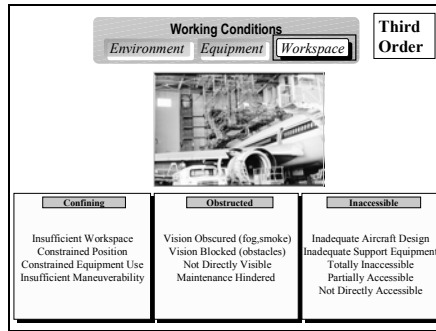 Working Conditions
Third
Order
Environment Equipment Workspace
Confining
Insufficient Workspace
Constrained Position
Constrained Equipment Use
Insufficient Maneuverability
Obstructed
Vision Obscured (fog,smoke)
Vision Blocked (obstacles)
Not Directly Visible
Maintenance Hindered
Inaccessible
Inadequate Aircraft Design
Inadequate Support Equipment
Totally Inaccessible
Partially Accessible
Not Directly Accessible